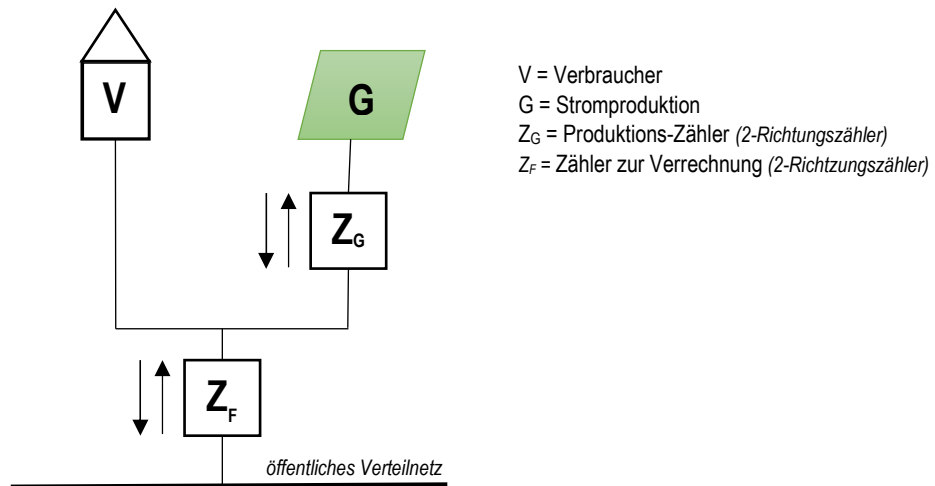 V
G
V = Verbraucher
G = Stromproduktion
ZG = Produktions-Zähler (2-Richtungszähler)
ZF = Zähler zur Verrechnung (2-Richtzungszähler)
ZG
ZF
öffentliches Verteilnetz